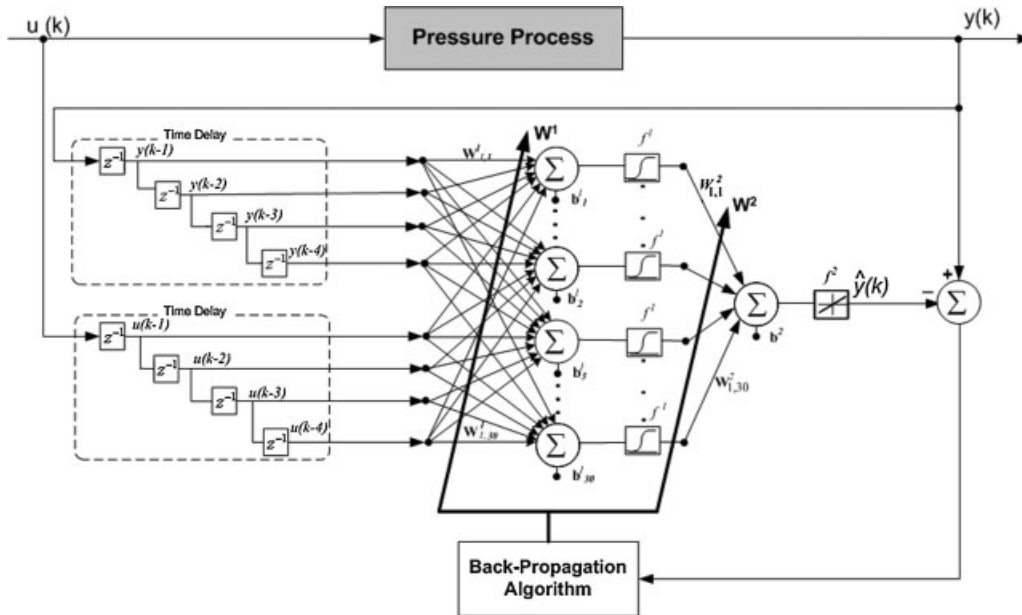 u (k)
Pressure Process
y(k)
Time Delay
z⁻¹ y(k-1)
z⁻¹ y(k-2)
z⁻¹ y(k-3)
z⁻¹ y(k-4)
Time Delay
z⁻¹ u(k-1)
z⁻¹ u(k-2)
z⁻¹ u(k-3)
z⁻¹ u(k-4)
W¹
W¹1,1
W¹1,30
Σ
b¹1
Σ
b¹2
Σ
b¹3
Σ
b¹30
f¹
f¹
f¹
f¹
W²1,1
W²
W²1,30
Σ
b²
f²
ŷ(k)
+
−
Σ
Back-Propagation
Algorithm